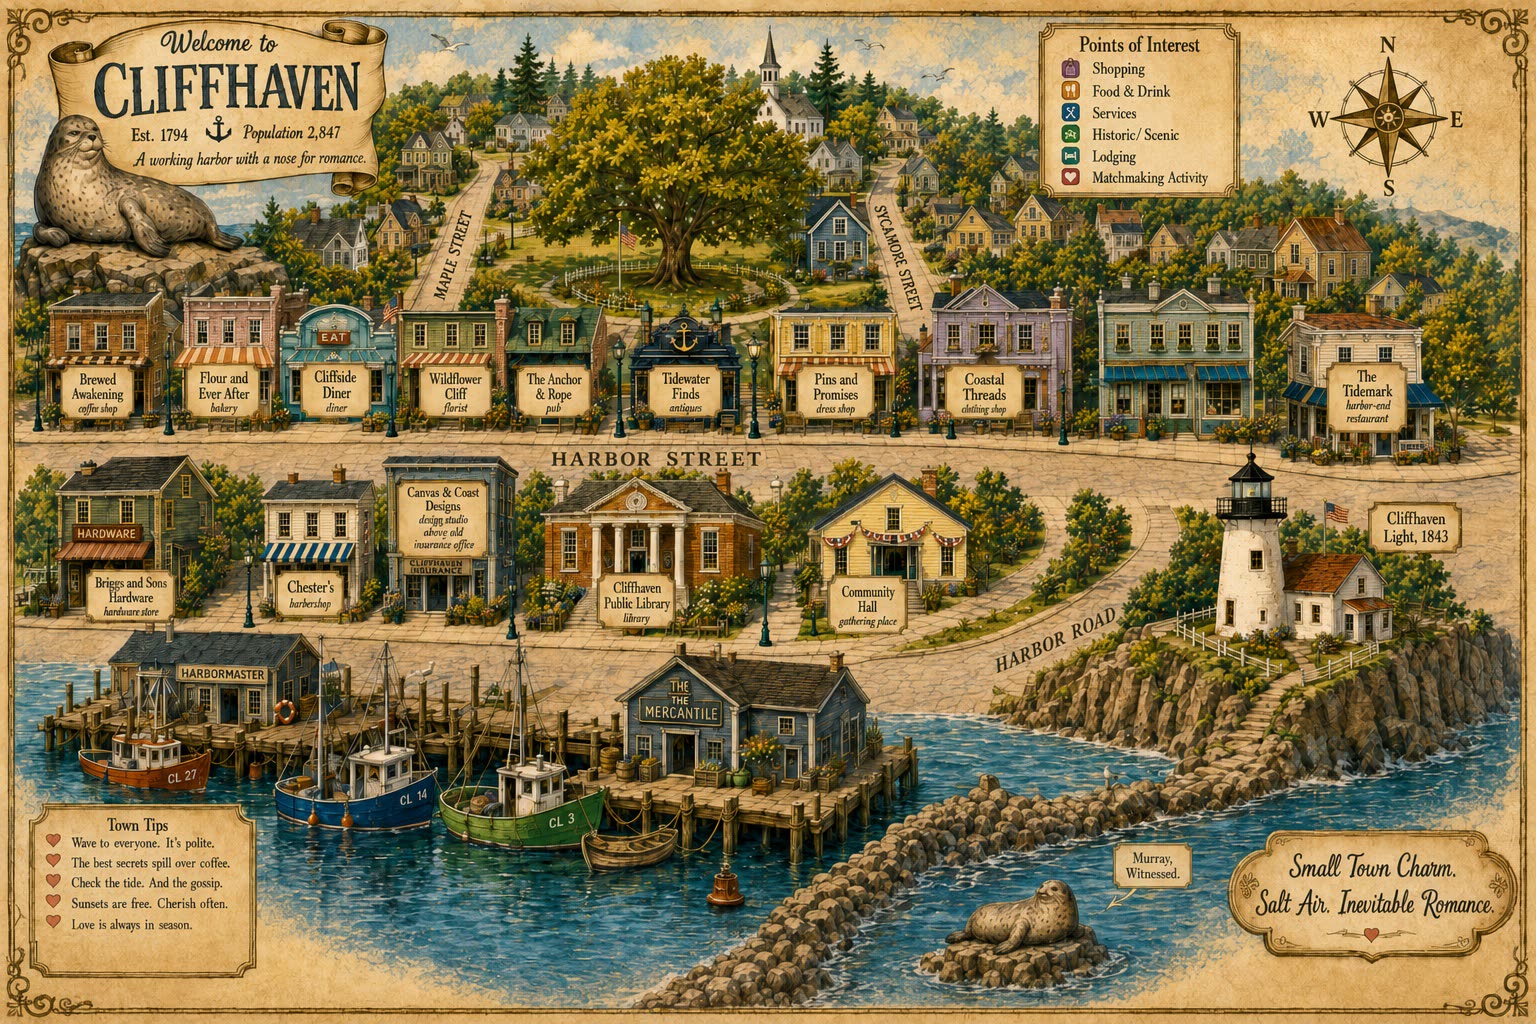 Welcome to
CLIFFHAVEN
Est. 1794 Population 2,847
A working harbor with a nose for romance.
Points of Interest
Shopping
Food & Drink
Services
Historic/ Scenic
Lodging
Matchmaking Activity
N
W E
S
MAPLE STREET
SYCAMORE STREET
Brewed
Awakening
coffee shop
Flour and
Ever After
bakery
EAT
Cliffside
Diner
diner
Wildflower
Cliff
florist
The Anchor
& Rope
pub
Tidewater
Finds
antiques
Pins and
Promises
dress shop
Coastal
Threads
clothing shop
The
Tidemark
harbor-end
restaurant
HARBOR STREET
HARDWARE
Briggs and Sons
Hardware
hardware store
Chester's
barbershop
Canvas & Coast
Designs
design studio
above old
insurance office
CLIFFHAVEN
INSURANCE
Cliffhaven
Public Library
library
Community
Hall
gathering place
HARBOR ROAD
Cliffhaven
Light, 1843
HARBORMASTER
THE
THE
MERCANTILE
CL 27
CL 14
CL 3
Town Tips
Wave to everyone. It's polite.
The best secrets spill over coffee.
Check the tide. And the gossip.
Sunsets are free. Cherish often.
Love is always in season.
Murray,
Witnessed.
Small Town Charm.
Salt Air. Inevitable Romance.